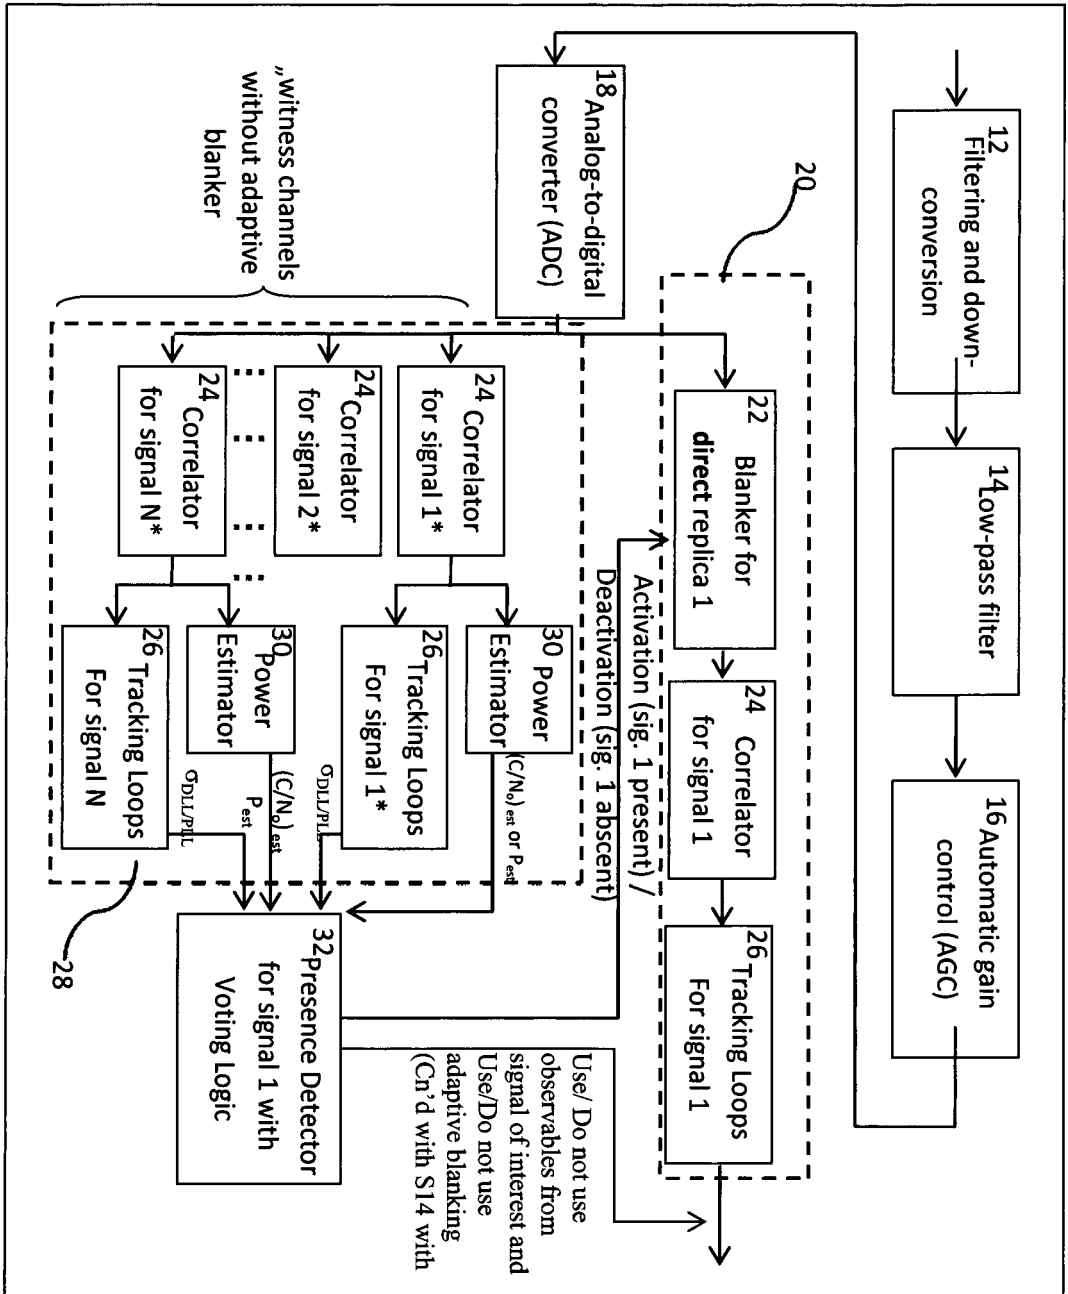 12
Filtering and down-
conversion
14
Low-pass filter
16
Automatic gain
control (AGC)
18
Analog-to-digital
converter (ADC)
20
22
Blanker for
direct replica 1
24
Correlator
for signal 1
26
Tracking Loops
For signal 1
Activation (sig. 1 present) /
Deactivation (sig. 1 abscent)
„witness channels
without adaptive
blanker
24
Correlator
for signal 1*
30
Power
Estimator
(C/No)est or Pest
26
Tracking Loops
For signal 1*
σDLL/PLL
24
Correlator
for signal 2*
24
Correlator
for signal N*
30
Power
Estimator
(C/No)est
Pest
26
Tracking Loops
For signal N
σDLL/PLL
28
32
Presence Detector
for signal 1 with
Voting Logic
Use/ Do not use
observables from
signal of interest and
Use/Do not use
adaptive blanking
(Cn'd with S14 with